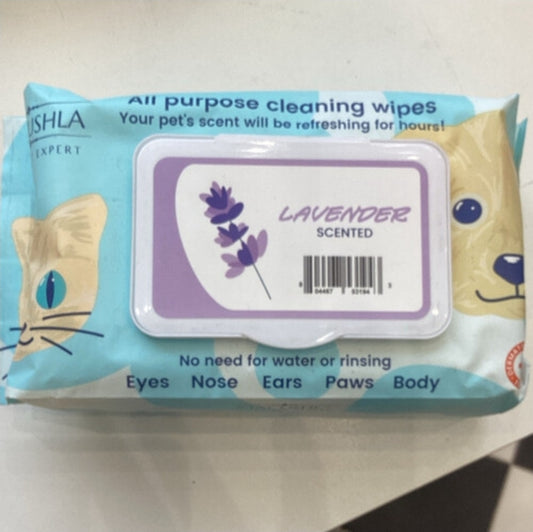 All purpose cleaning wipes
Your pet's scent will be refreshing for hours!
USHLA
EXPERT
LAVENDER
SCENTED
No need for water or rinsing
Eyes Nose Ears Paws Body